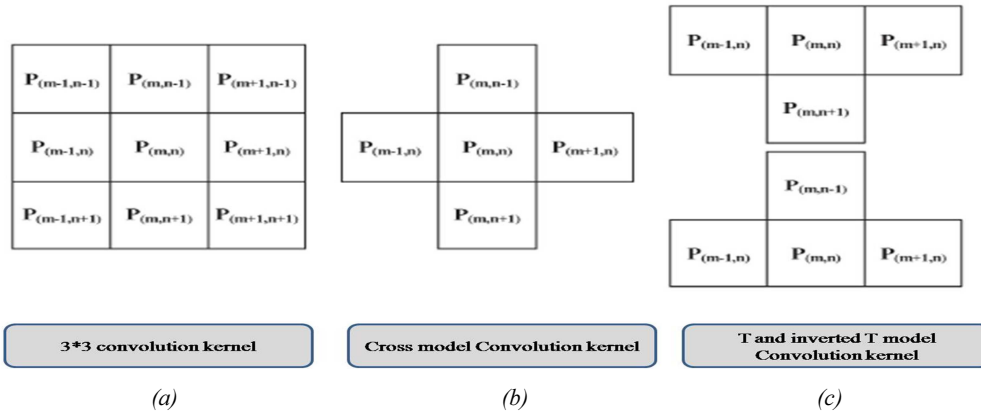 P(m-1,n-1) P(m,n-1) P(m+1,n-1)
P(m-1,n) P(m,n) P(m+1,n)
P(m-1,n+1) P(m,n+1) P(m+1,n+1)
3*3 convolution kernel
(a)
P(m,n-1)
P(m-1,n) P(m,n) P(m+1,n)
P(m,n+1)
Cross model Convolution kernel
(b)
P(m-1,n) P(m,n) P(m+1,n)
P(m,n+1)
P(m,n-1)
P(m-1,n) P(m,n) P(m+1,n)
T and inverted T model
Convolution kernel
(c)